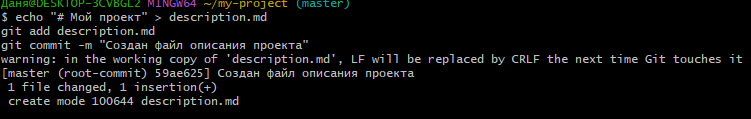 Даня@DESKTOP-3CVBGL2 MINGW64 ~/my-project (master)
$ echo "# Мой проект" > description.md
git add description.md
git commit -m "Создан файл описания проекта"
warning: in the working copy of 'description.md', LF will be replaced by CRLF the next time Git touches it
[master (root-commit) 59ae625] Создан файл описания проекта
 1 file changed, 1 insertion(+)
 create mode 100644 description.md